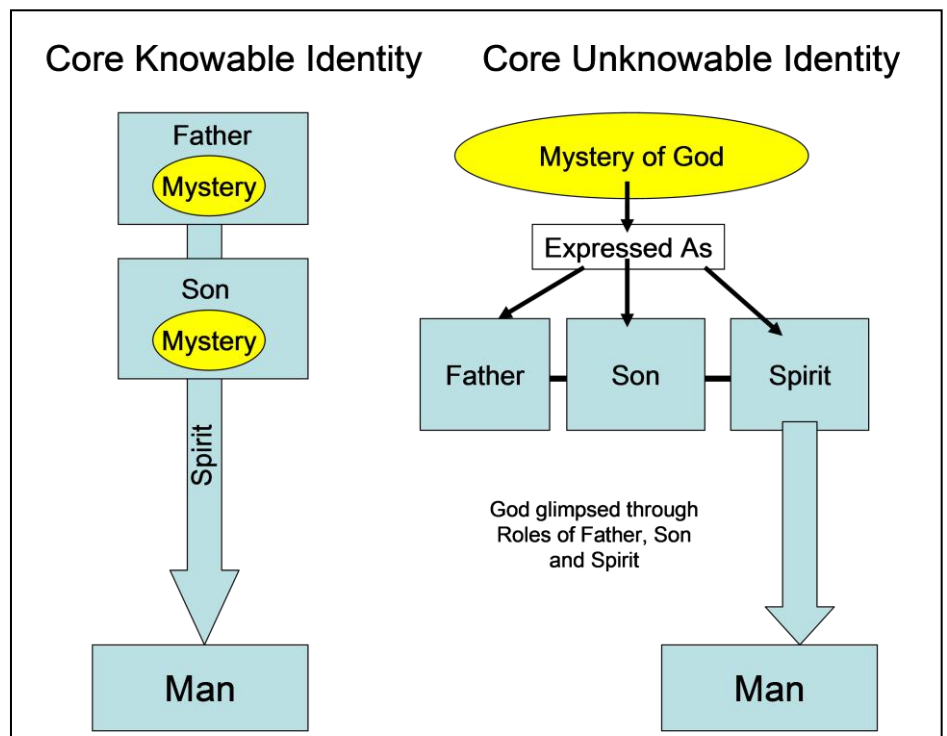 Core Knowable Identity
Father
Mystery
Son
Mystery
Spirit
Man
Core Unknowable Identity
Mystery of God
Expressed As
Father
Son
Spirit
God glimpsed through
Roles of Father, Son
and Spirit
Man